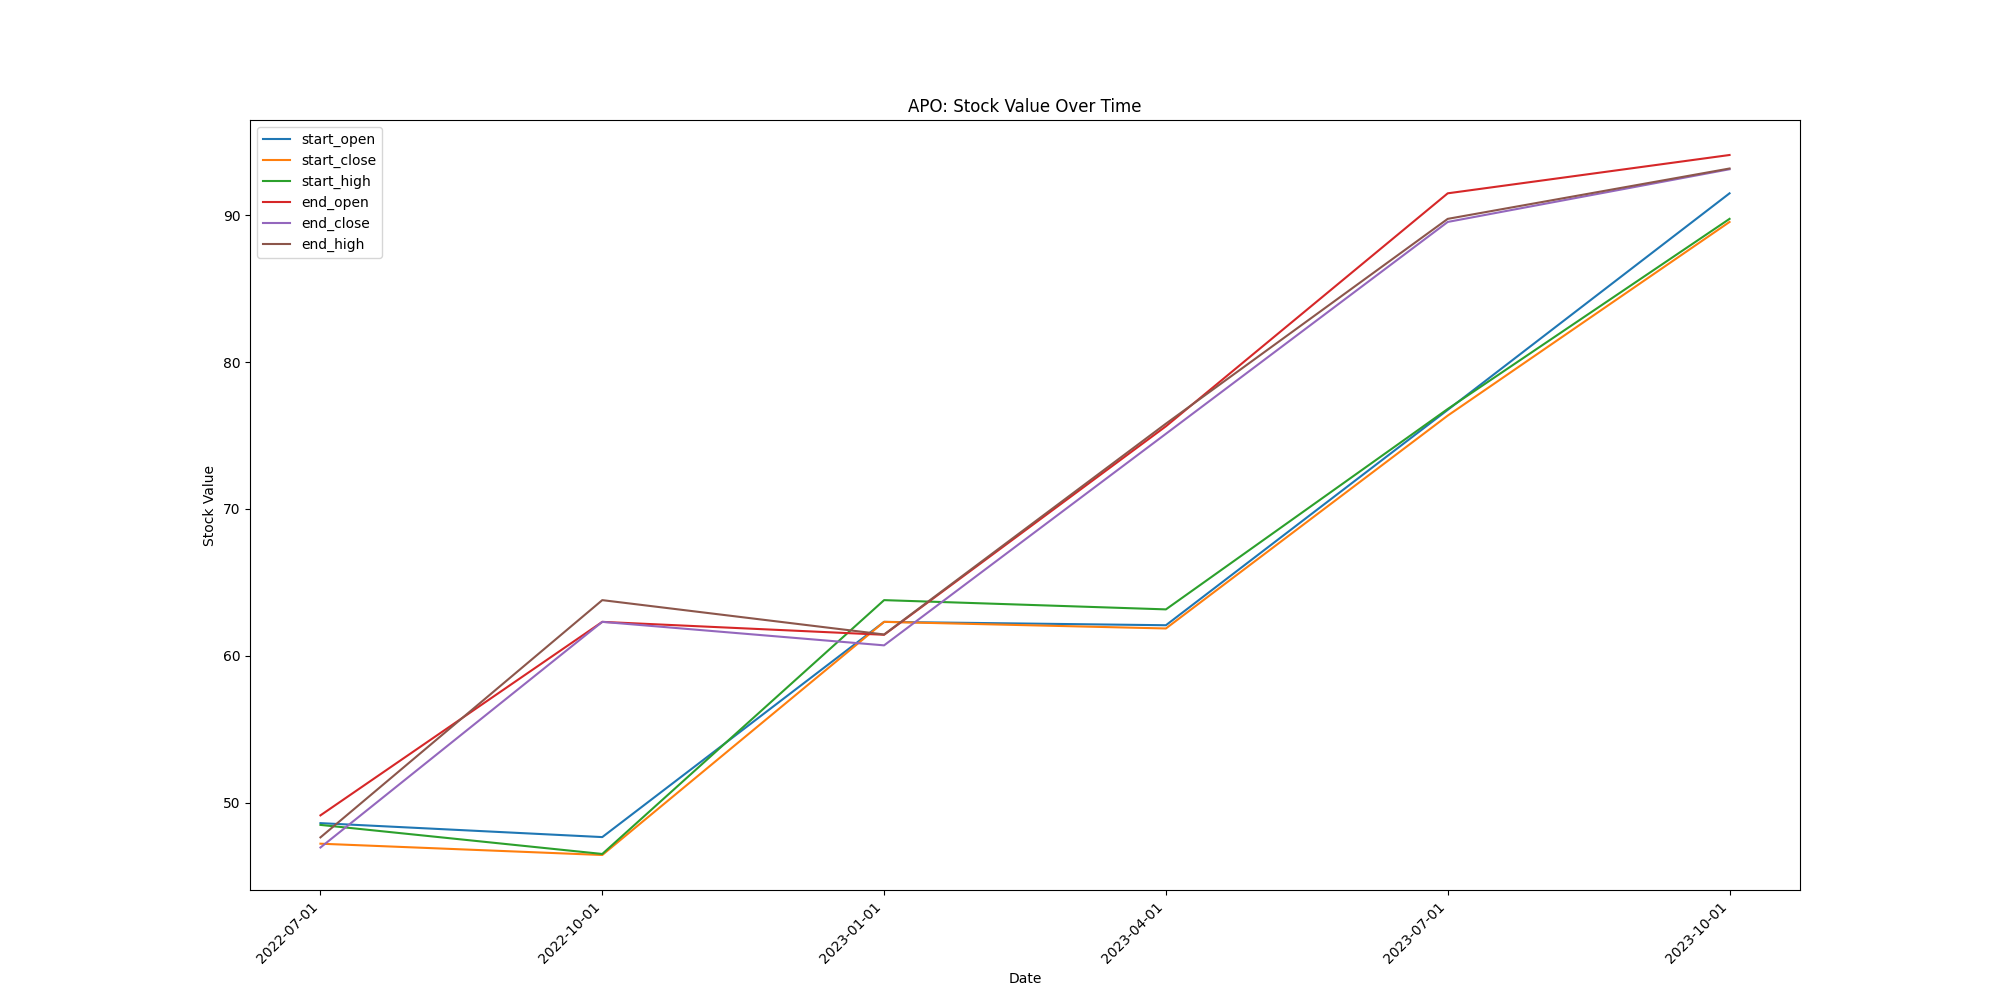 APO: Stock Value Over Time
start_open
start_close
start_high
end_open
end_close
end_high
90
80
70
60
50
Stock Value
2022-07-01
2022-10-01
2023-01-01
2023-04-01
2023-07-01
2023-10-01
Date